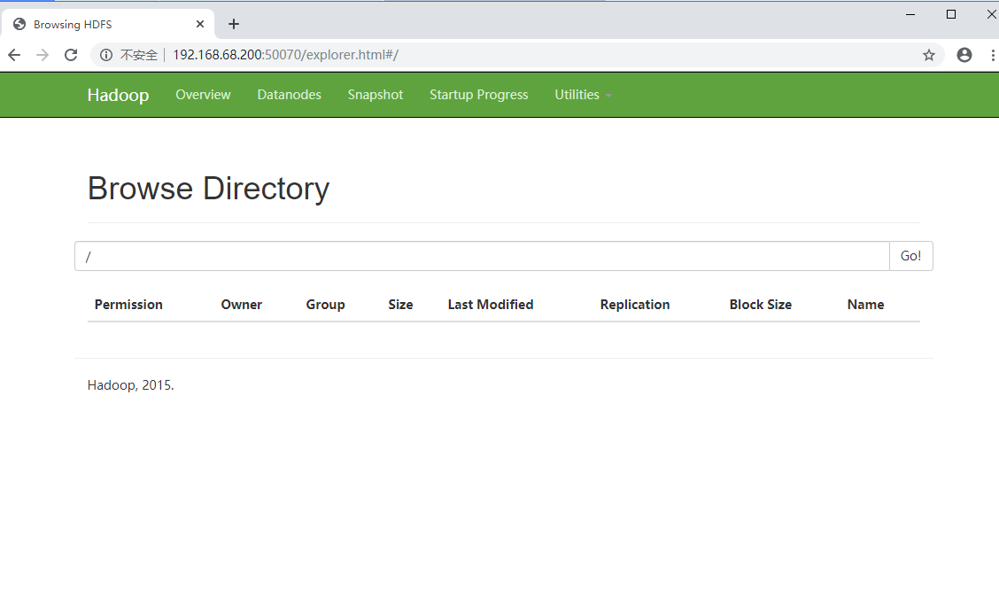 Browsing HDFS
不安全 192.168.68.200:50070/explorer.html#/
Hadoop Overview Datanodes Snapshot Startup Progress Utilities
Browse Directory
/ Go!
Permission Owner Group Size Last Modified Replication Block Size Name
Hadoop, 2015.